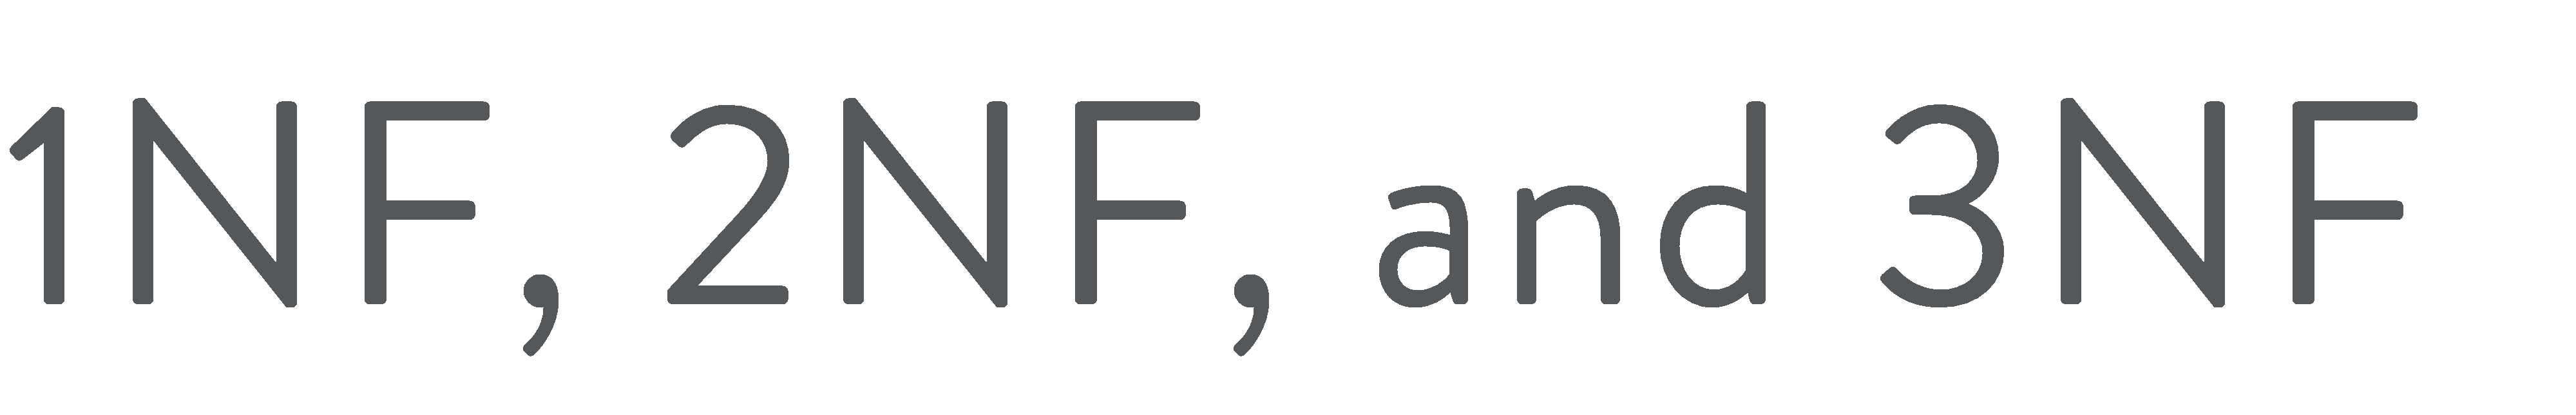 1NF, 2NF, and 3NF